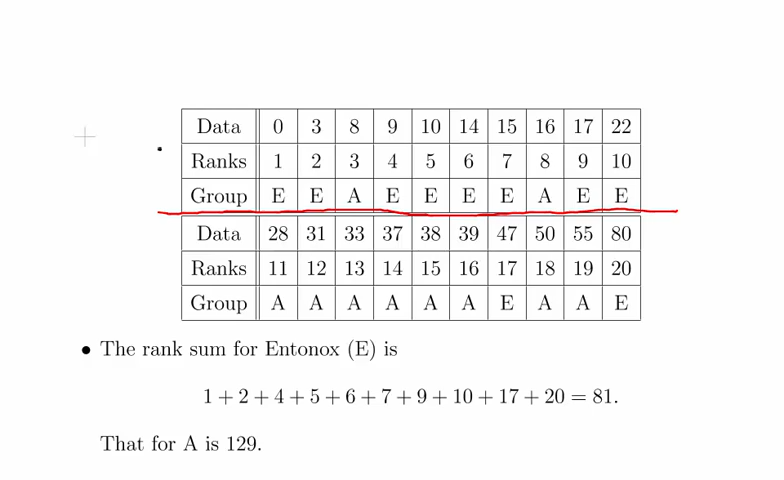 Data 0 3 8 9 10 14 15 16 17 22
Ranks 1 2 3 4 5 6 7 8 9 10
Group E E A E E E E A E E
Data 28 31 33 37 38 39 47 50 55 80
Ranks 11 12 13 14 15 16 17 18 19 20
Group A A A A A A E A A E
• The rank sum for Entonox (E) is
1 + 2 + 4 + 5 + 6 + 7 + 9 + 10 + 17 + 20 = 81.
That for A is 129.